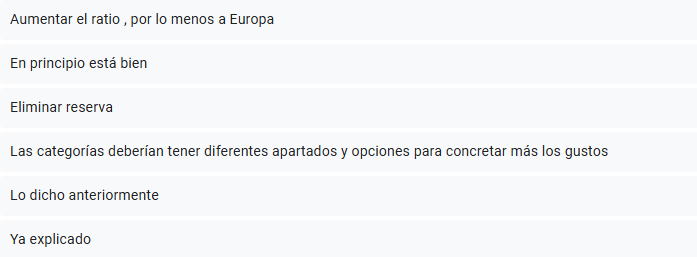 Aumentar el ratio , por lo menos a Europa
En principio está bien
Eliminar reserva
Las categorías deberían tener diferentes apartados y opciones para concretar más los gustos
Lo dicho anteriormente
Ya explicado